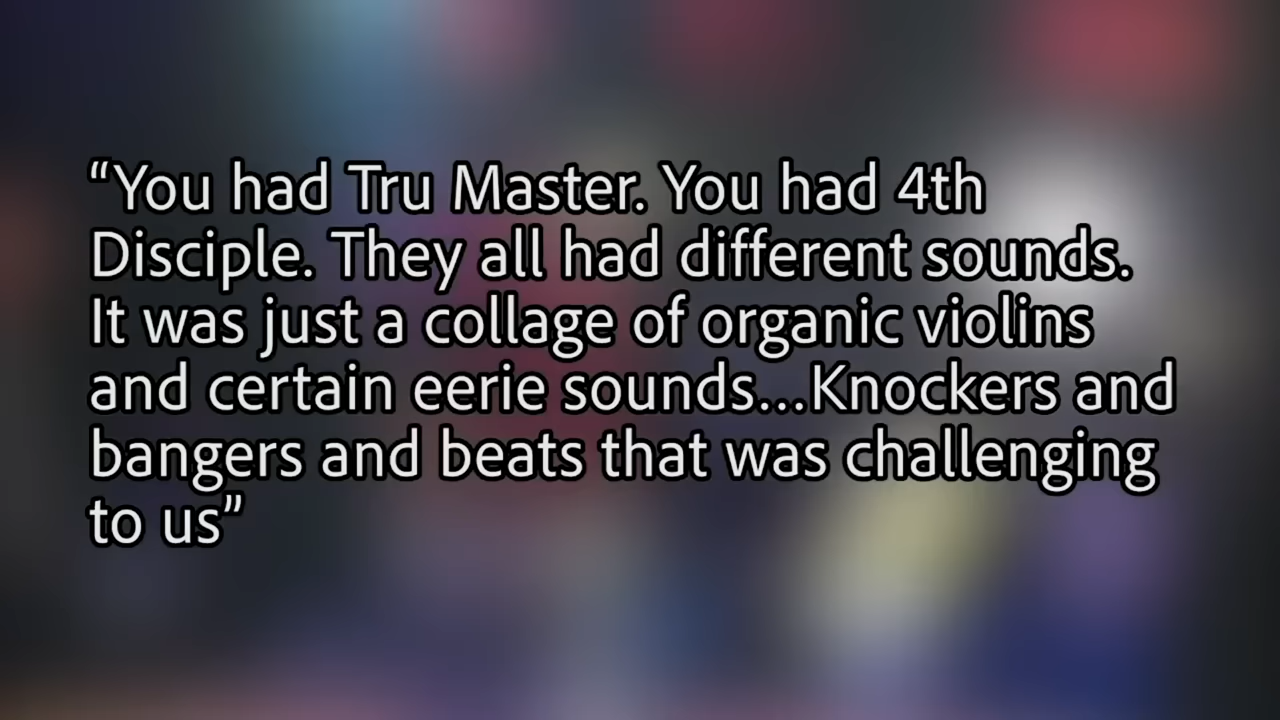 “You had Tru Master. You had 4th
Disciple. They all had different sounds.
It was just a collage of organic violins
and certain eerie sounds...Knockers and
bangers and beats that was challenging
to us”